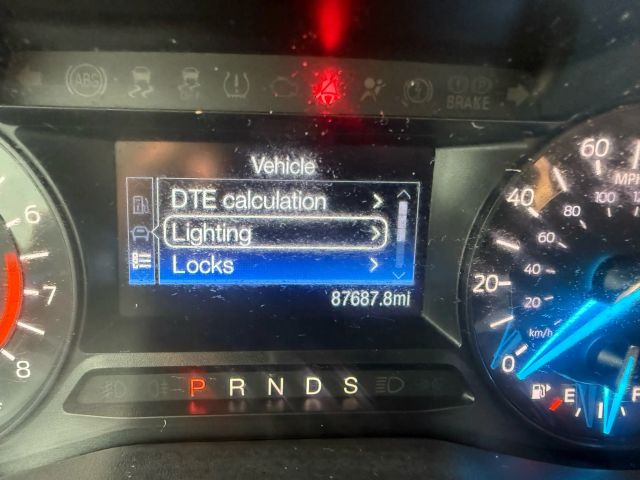 ABS
BRAKE
Vehicle
DTE calculation
Lighting
Locks
87687.8mi
P R N D S
6
7
8
60
40
20
0
MPH
100
80
60
40
20
km/h
E
F